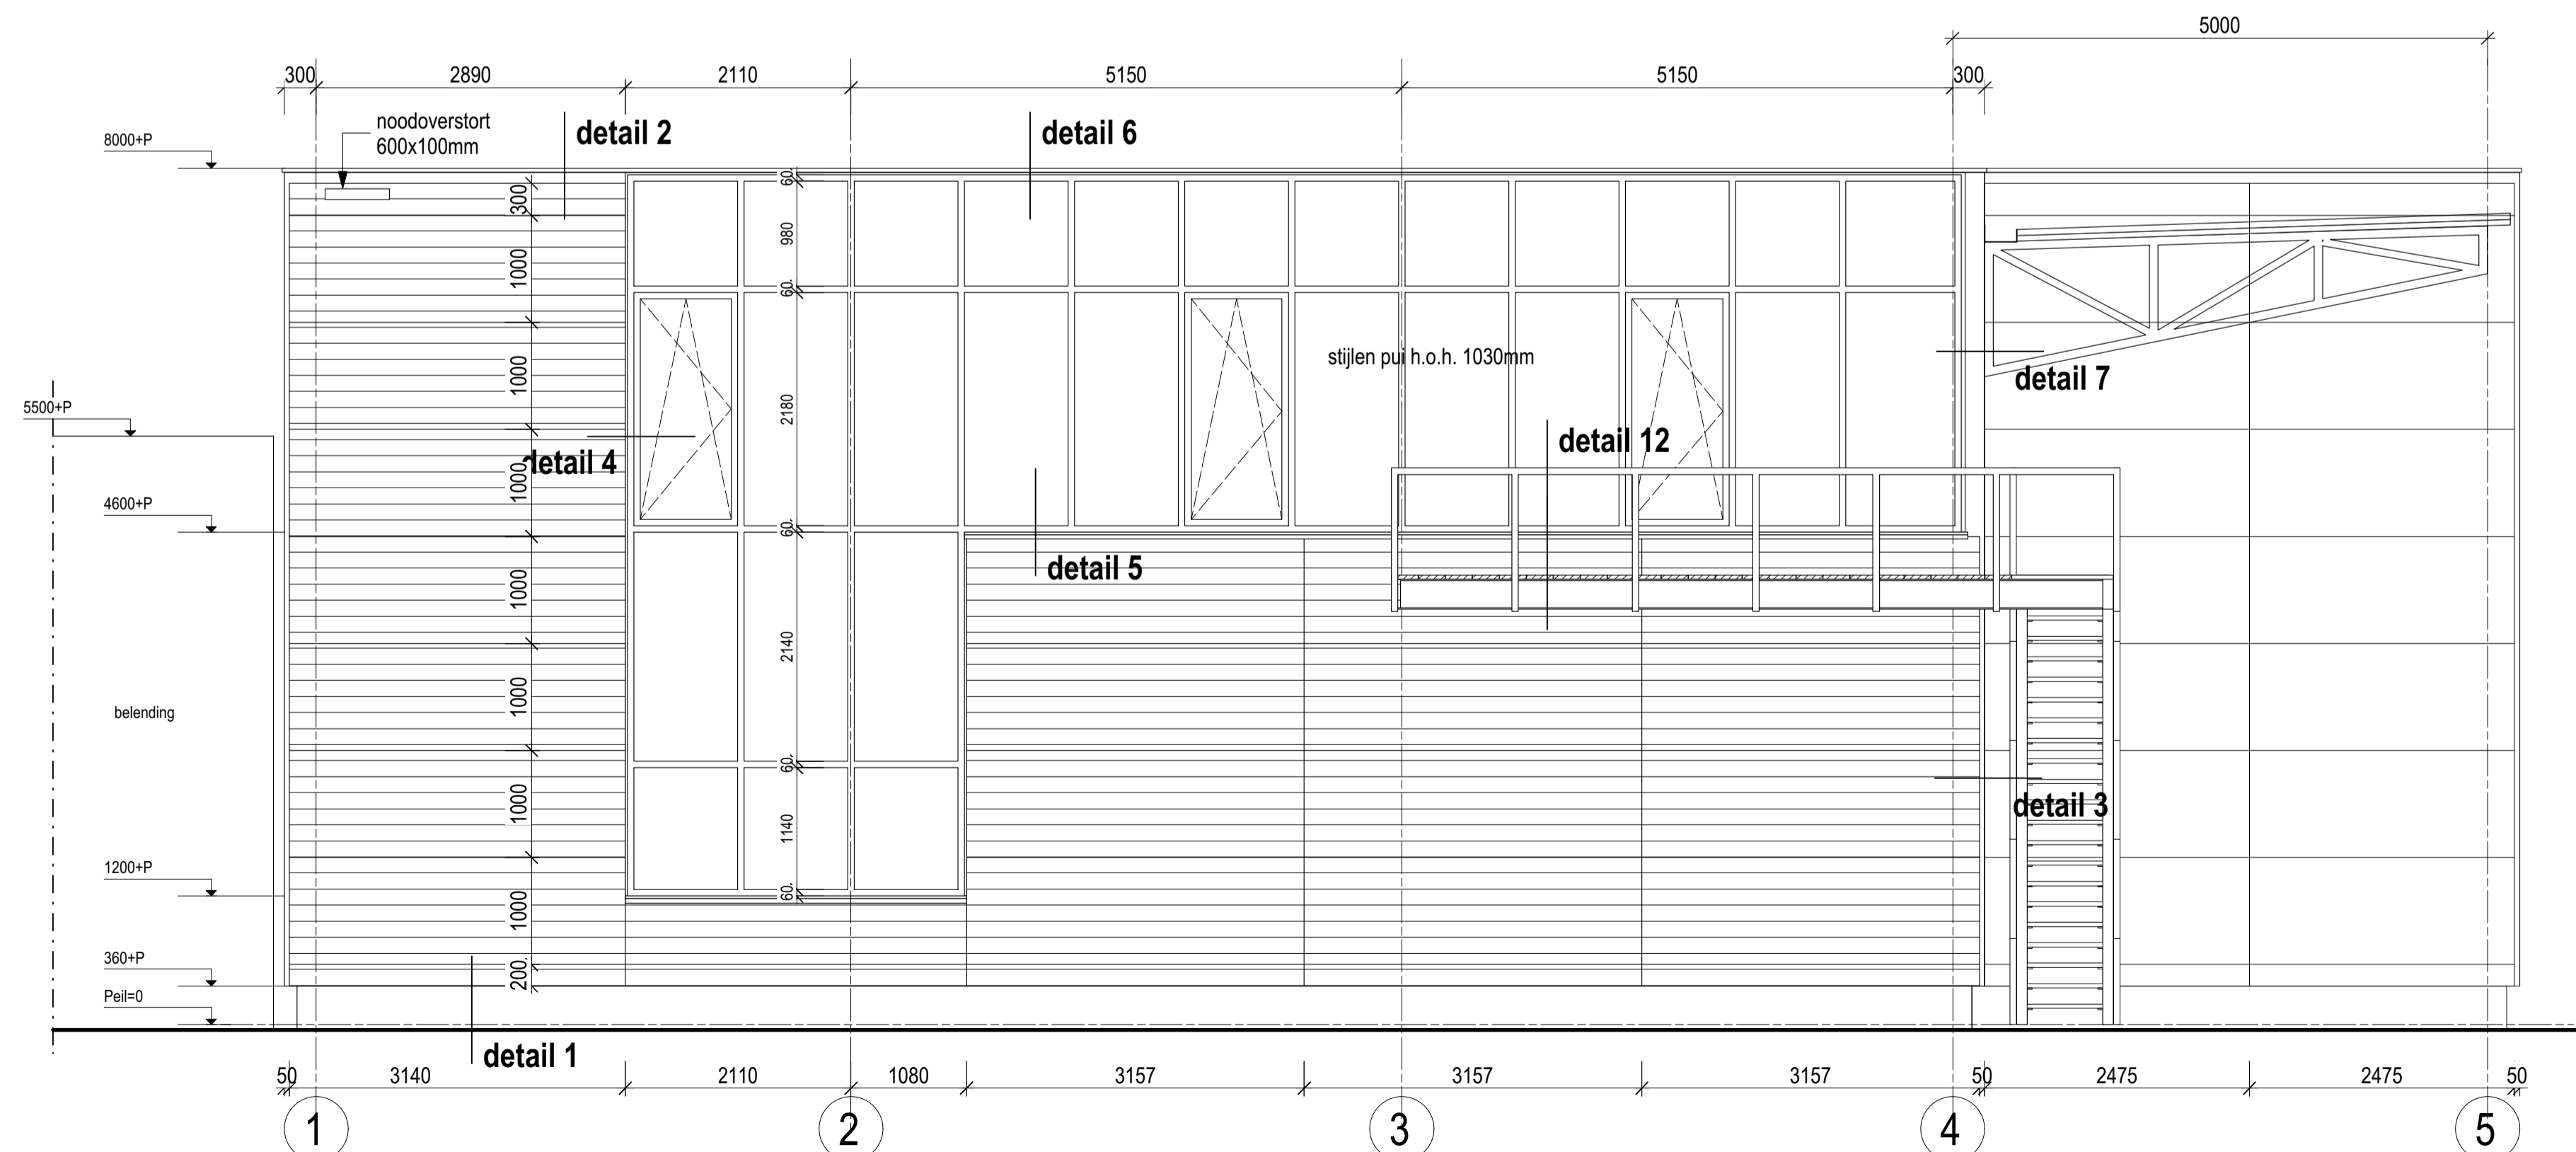 5000
300 2890 2110 5150 5150 300
noodoverstort
600x100mm
detail 2
detail 6
8000+P
60.
300
980
1000
60.
stijlen pui h.o.h. 1030mm
1000
detail 7
2180
5500+P
detail 12
detail 4
1000
4600+P
60.
detail 5
1000
2140
1000
belending
60.
1000
detail 3
1140
1200+P
60.
1000
360+P
200.
Peil=0
detail 1
50 3140 2110 1080 3157 3157 3157 50 2475 2475 50
1 2 3 4 5